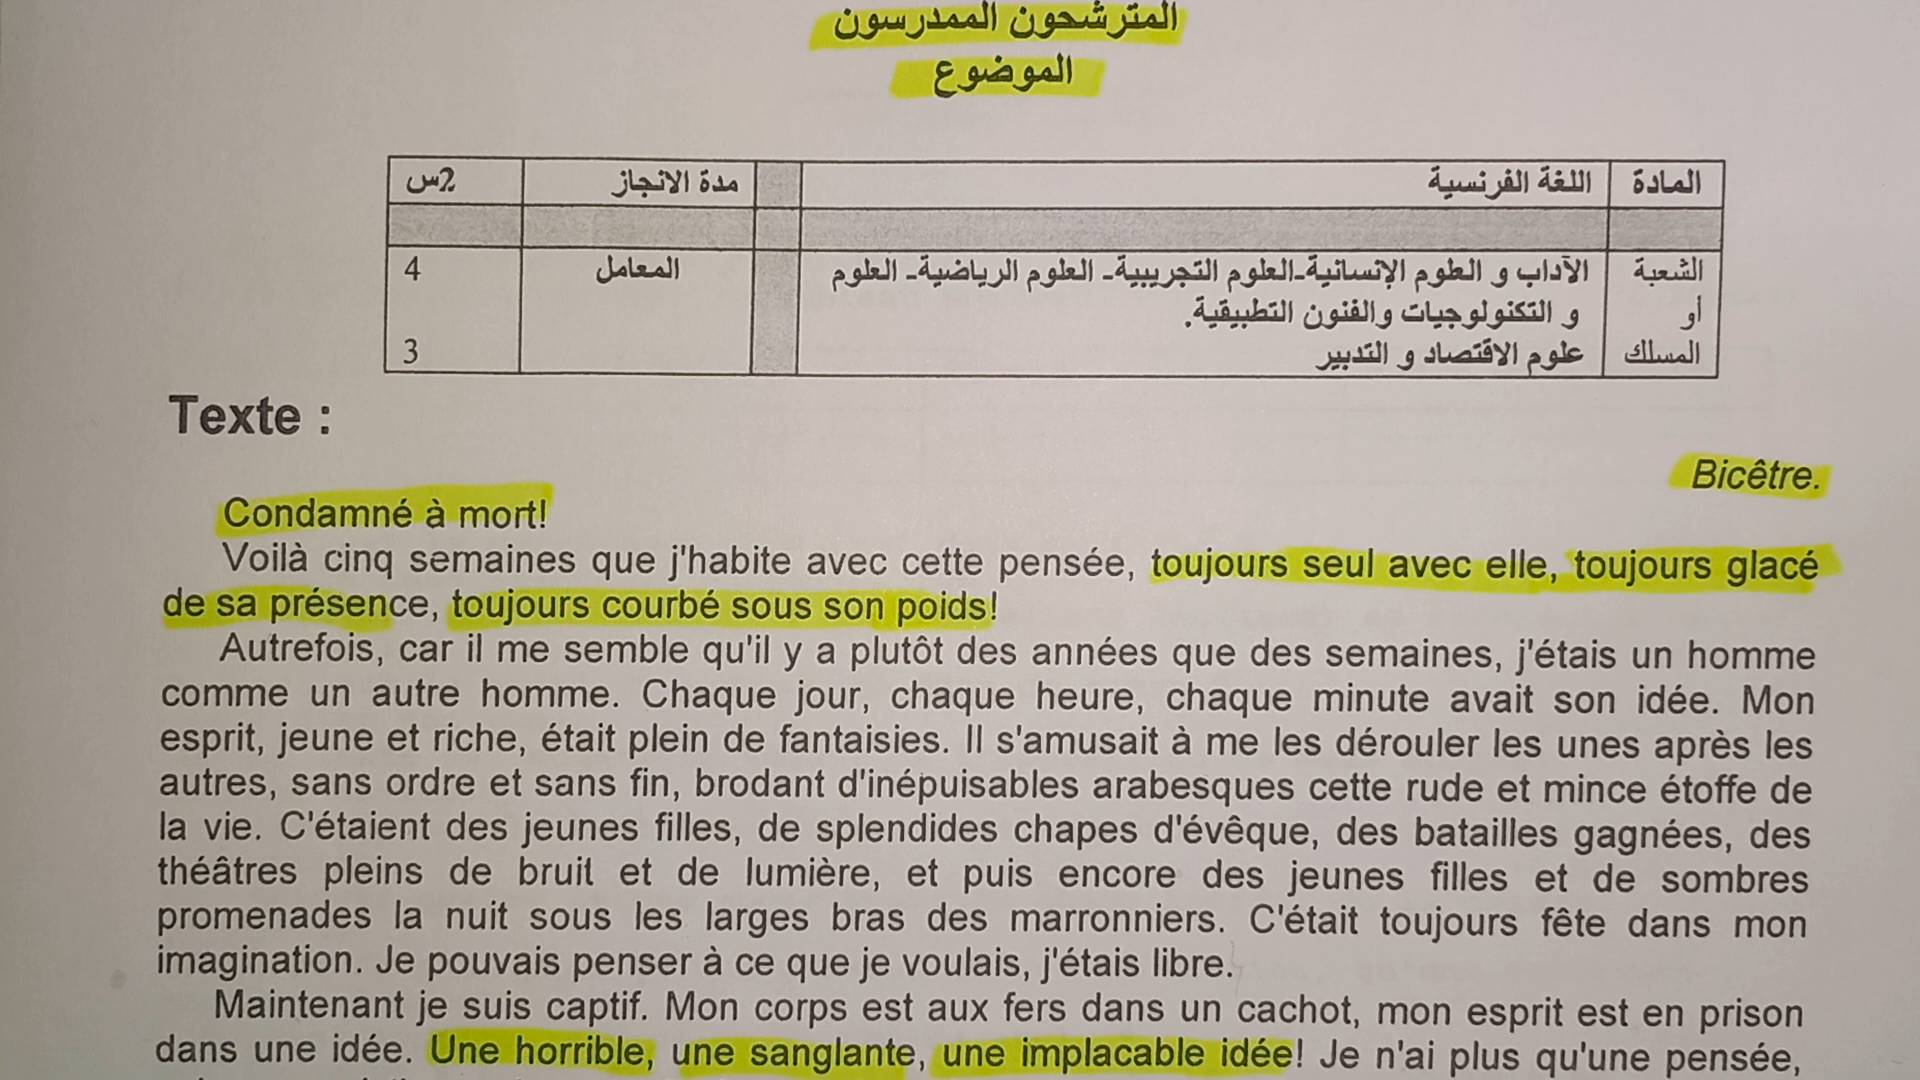 المترشحون الممدرسون
الموضوع
المادة اللغة الفرنسية مدة الانجاز 2س
الشعبة الآداب و العلوم الإنسانية-العلوم التجريبية- العلوم الرياضية- العلوم المعامل 4
أو و التكنولوجيات والفنون التطبيقية.
المسلك علوم الاقتصاد و التدبير 3
Texte :
Bicêtre.
Condamné à mort!
Voilà cinq semaines que j'habite avec cette pensée, toujours seul avec elle, toujours glacé
de sa présence, toujours courbé sous son poids!
Autrefois, car il me semble qu'il y a plutôt des années que des semaines, j'étais un homme
comme un autre homme. Chaque jour, chaque heure, chaque minute avait son idée. Mon
esprit, jeune et riche, était plein de fantaisies. Il s'amusait à me les dérouler les unes après les
autres, sans ordre et sans fin, brodant d'inépuisables arabesques cette rude et mince étoffe de
la vie. C'étaient des jeunes filles, de splendides chapes d'évêque, des batailles gagnées, des
théâtres pleins de bruit et de lumière, et puis encore des jeunes filles et de sombres
promenades la nuit sous les larges bras des marronniers. C'était toujours fête dans mon
imagination. Je pouvais penser à ce que je voulais, j'étais libre.
Maintenant je suis captif. Mon corps est aux fers dans un cachot, mon esprit est en prison
dans une idée. Une horrible, une sanglante, une implacable idée! Je n'ai plus qu'une pensée,